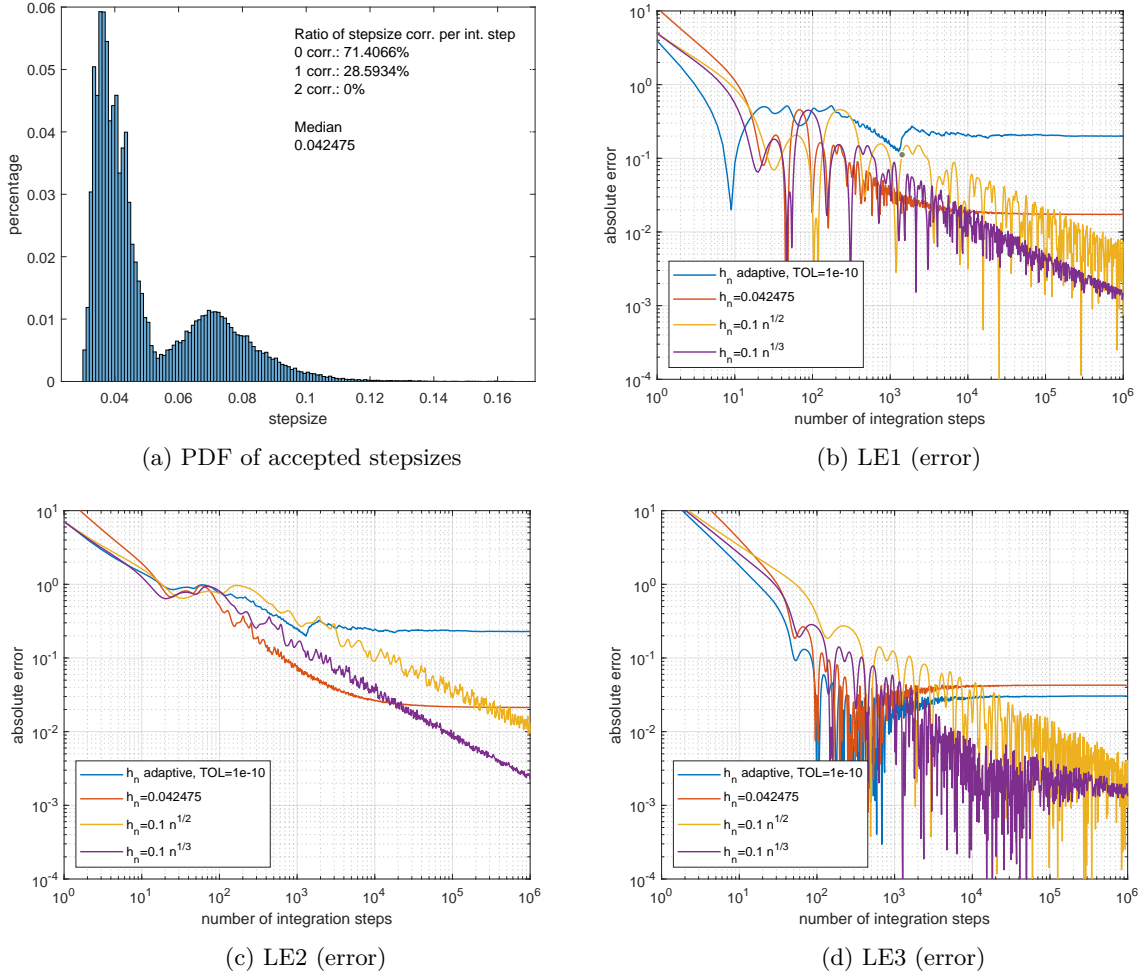 0.06
0.05
0.04
0.03
0.02
0.01
0
percentage
Ratio of stepsize corr. per int. step
0 corr.: 71.4066%
1 corr.: 28.5934%
2 corr.: 0%
Median
0.042475
0.04 0.06 0.08 0.1 0.12 0.14 0.16
stepsize
(a) PDF of accepted stepsizes
10^1
10^0
10^-1
10^-2
10^-3
10^-4
absolute error
h_n adaptive, TOL=1e-10
h_n=0.042475
h_n=0.1 n^1/2
h_n=0.1 n^1/3
10^0 10^1 10^2 10^3 10^4 10^5 10^6
number of integration steps
(b) LE1 (error)
10^1
10^0
10^-1
10^-2
10^-3
10^-4
absolute error
h_n adaptive, TOL=1e-10
h_n=0.042475
h_n=0.1 n^1/2
h_n=0.1 n^1/3
10^0 10^1 10^2 10^3 10^4 10^5 10^6
number of integration steps
(c) LE2 (error)
10^1
10^0
10^-1
10^-2
10^-3
10^-4
absolute error
h_n adaptive, TOL=1e-10
h_n=0.042475
h_n=0.1 n^1/2
h_n=0.1 n^1/3
10^0 10^1 10^2 10^3 10^4 10^5 10^6
number of integration steps
(d) LE3 (error)